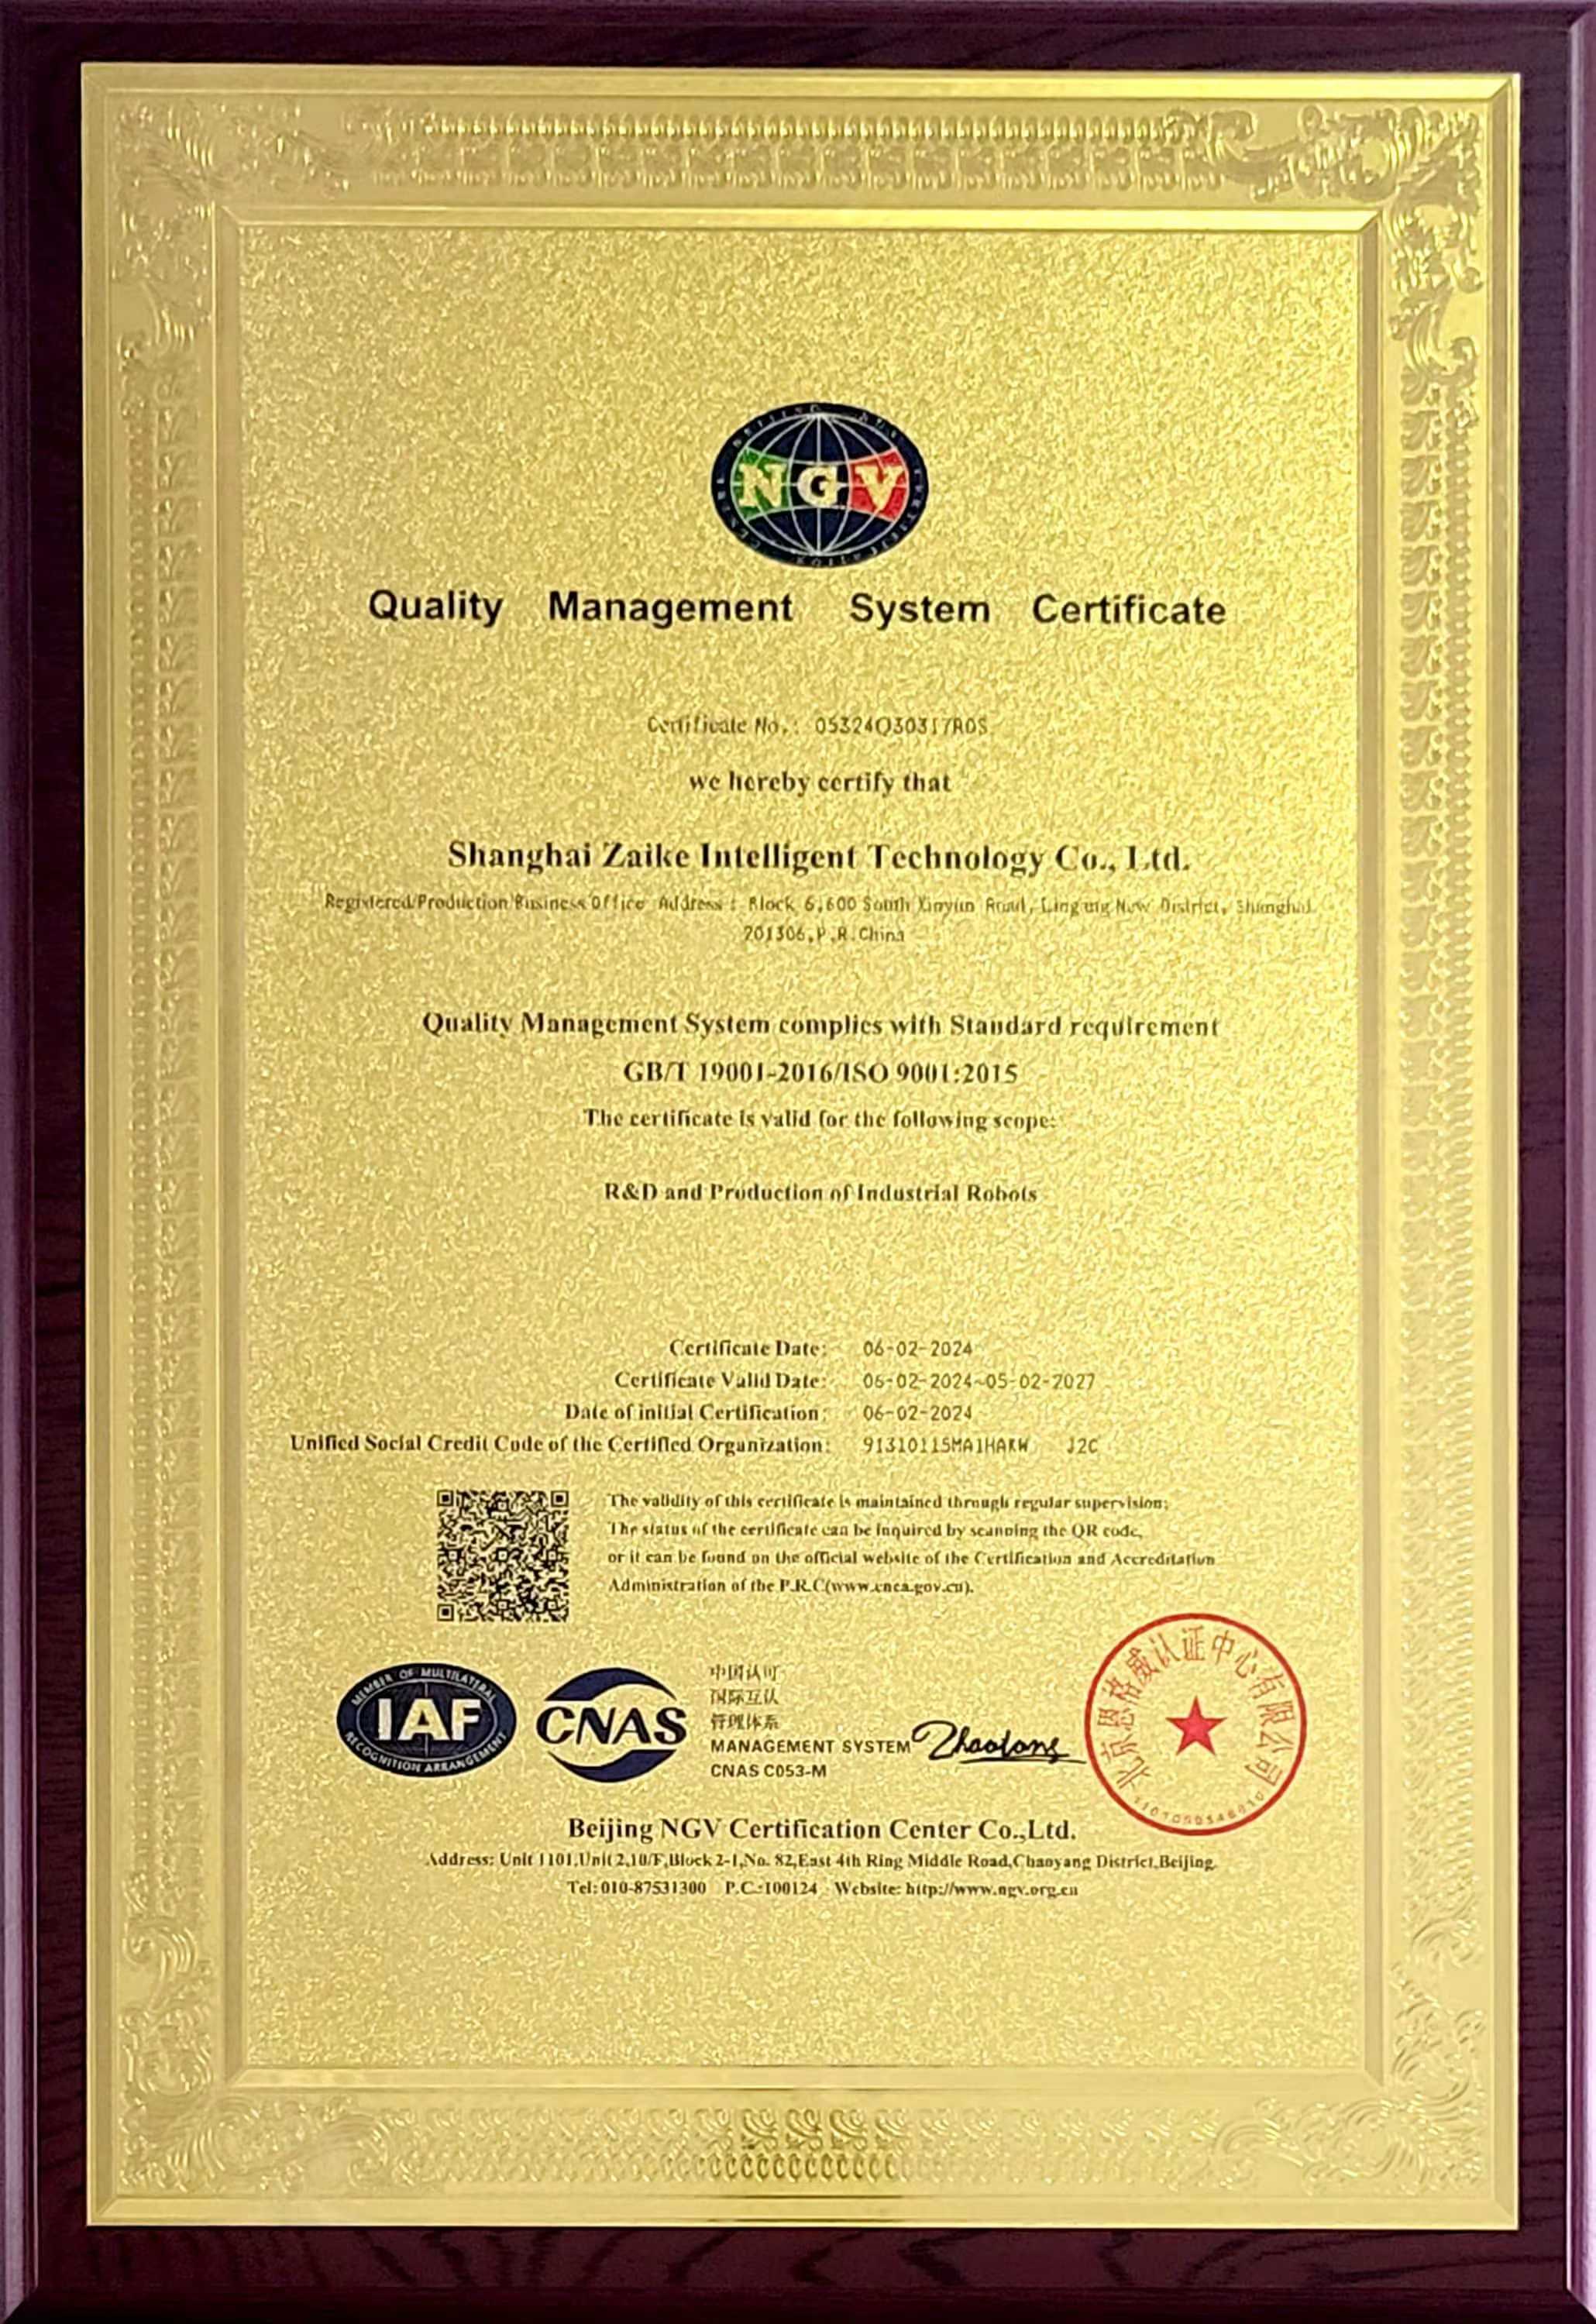 NGV
Quality Management System Certificate
Certificate No.: 05324Q30317R0S
we hereby certify that
Shanghai Zaike Intelligent Technology Co., Ltd.
Registered/Production/Business/Office Address: Block 6,600 South Xinyuan Road, Lingang New District, Shanghai
201306,P.R.China
Quality Management System complies with Standard requirement
GB/T 19001-2016/ISO 9001:2015
The certificate is valid for the following scope:
R&D and Production of Industrial Robots
Certificate Date: 06-02-2024
Certificate Valid Date: 06-02-2024-05-02-2027
Date of initial Certification: 06-02-2024
Unified Social Credit Code of the Certified Organization: 91310115MA1HAKW J2C
The validity of this certificate is maintained through regular supervision;
The status of the certificate can be inquired by scanning the QR code,
or it can be found on the official website of the Certification and Accreditation
Administration of the P.R.C(www.cnca.gov.cn).
MEMBER OF MULTILATERAL
IAF
RECOGNITION ARRANGEMENT
CNAS
中国认可
国际互认
管理体系
MANAGEMENT SYSTEM
CNAS C053-M
Zhaolong
北京恩格威认证中心有限公司
Beijing NGV Certification Center Co.,Ltd.
Address: Unit 1101,Unit 2,10/F,Block 2-1,No. 82,East 4th Ring Middle Road,Chaoyang District,Beijing.
Tel: 010-87531300 P.C.:100124 Website: http://www.ngv.org.cn